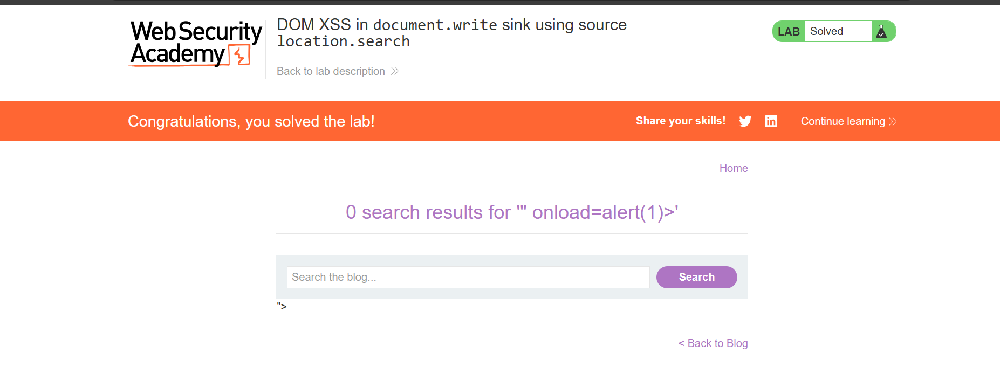 Web Security
Academy
DOM XSS in document.write sink using source
location.search
Back to lab description
LAB Solved
Congratulations, you solved the lab!
Share your skills!
Continue learning
Home
0 search results for '"' onload=alert(1)>'
Search the blog...
Search
">
< Back to Blog